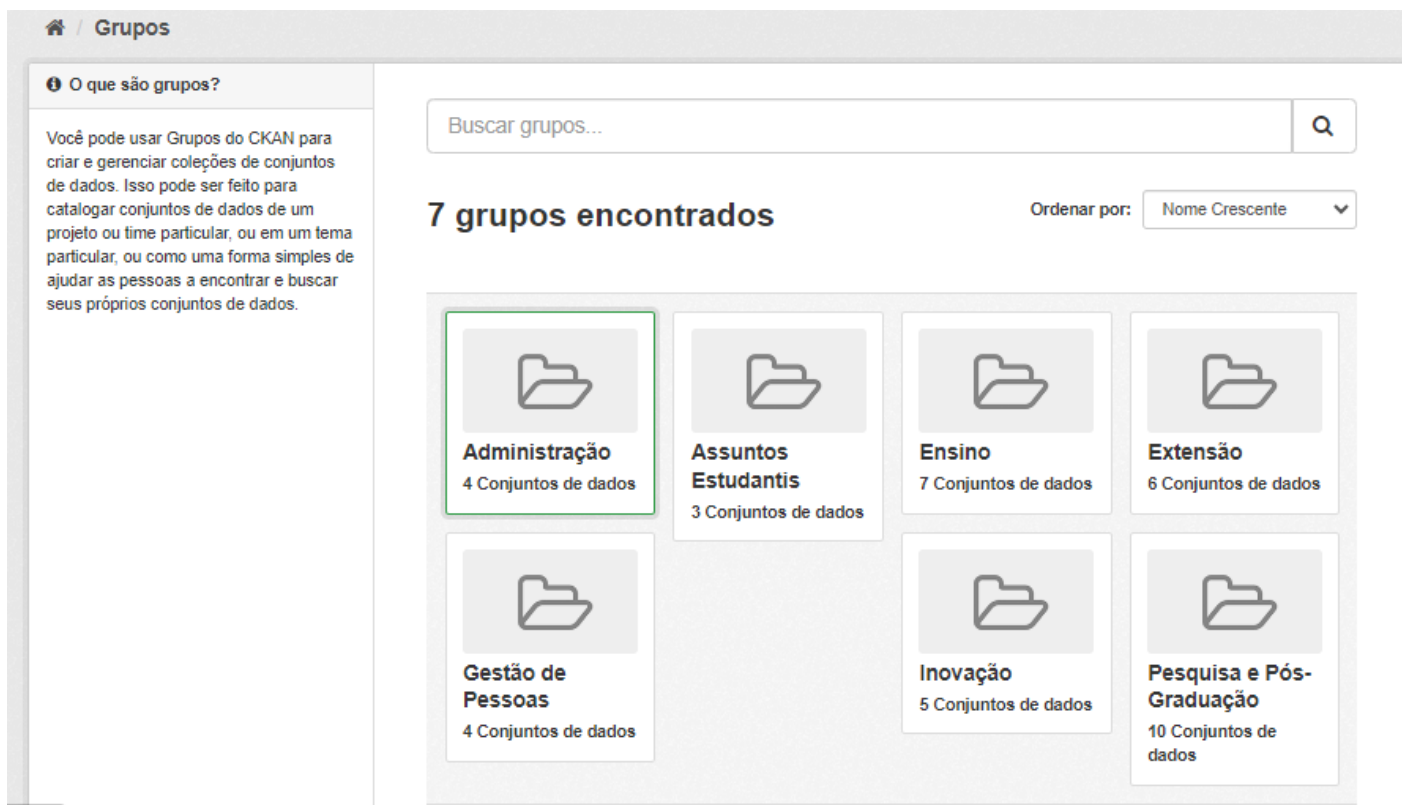 / Grupos
O que são grupos?
Você pode usar Grupos do CKAN para
criar e gerenciar coleções de conjuntos
de dados. Isso pode ser feito para
catalogar conjuntos de dados de um
projeto ou time particular, ou em um tema
particular, ou como uma forma simples de
ajudar as pessoas a encontrar e buscar
seus próprios conjuntos de dados.
Buscar grupos...
7 grupos encontrados
Ordenar por: Nome Crescente
Administração
4 Conjuntos de dados
Assuntos
Estudantis
3 Conjuntos de dados
Ensino
7 Conjuntos de dados
Extensão
6 Conjuntos de dados
Gestão de
Pessoas
4 Conjuntos de dados
Inovação
5 Conjuntos de dados
Pesquisa e Pós-
Graduação
10 Conjuntos de
dados